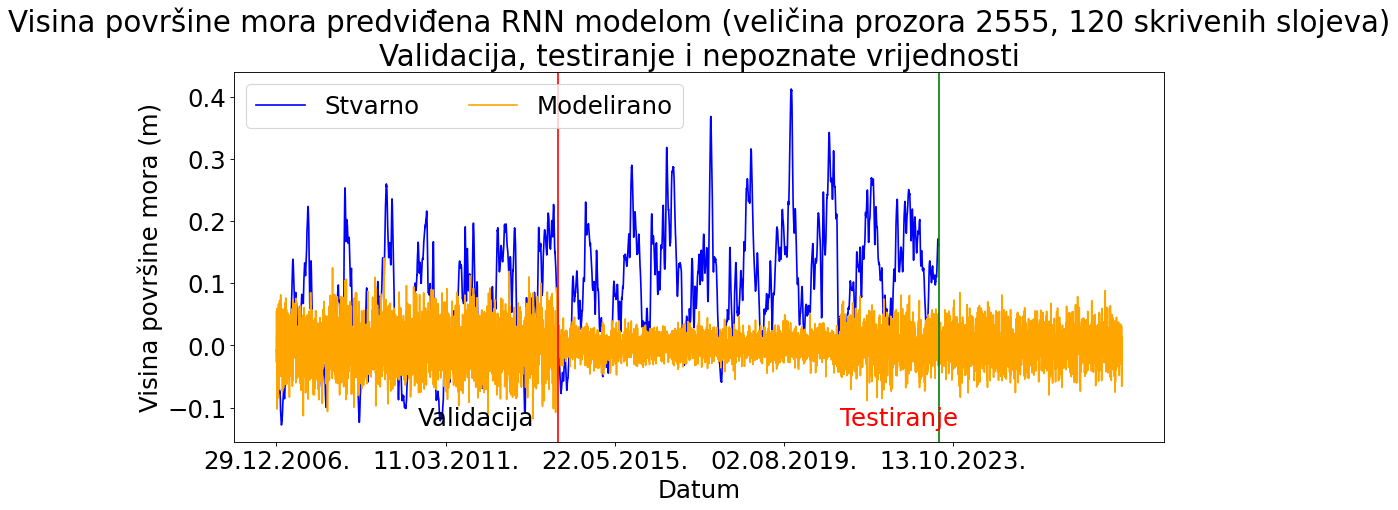 Visina površine mora predviđena RNN modelom (veličina prozora 2555, 120 skrivenih slojeva)
Validacija, testiranje i nepoznate vrijednosti
Stvarno
Modelirano
Visina površine mora (m)
0.4
0.3
0.2
0.1
0.0
−0.1
Validacija
Testiranje
29.12.2006.
11.03.2011.
22.05.2015.
02.08.2019.
13.10.2023.
Datum